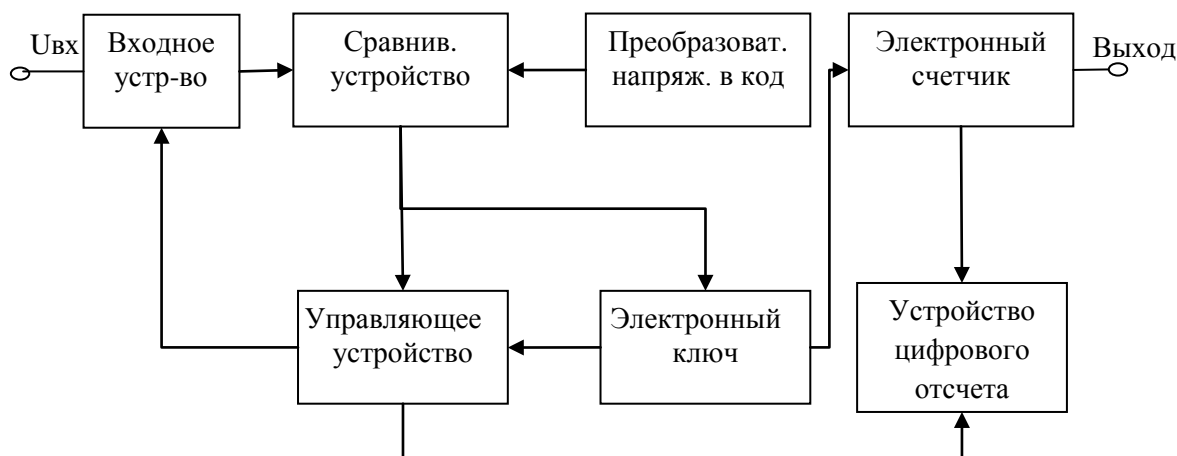 Uвх
Входное
устр-во
Сравнив.
устройство
Преобразоват.
напряж. в код
Электронный
счетчик
Выход
Управляющее
устройство
Электронный
ключ
Устройство
цифрового
отсчета